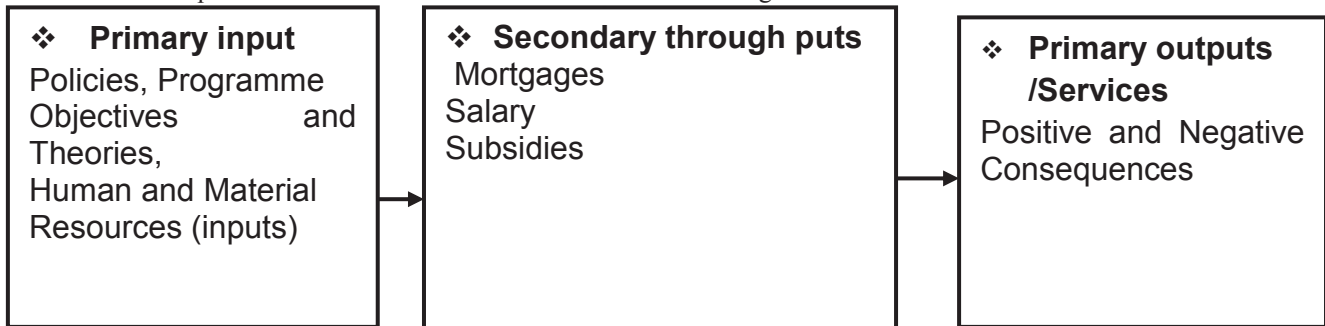 ❖ Primary input
Policies, Programme
Objectives and
Theories,
Human and Material
Resources (inputs)
❖ Secondary through puts
Mortgages
Salary
Subsidies
❖ Primary outputs
/Services
Positive and Negative
Consequences